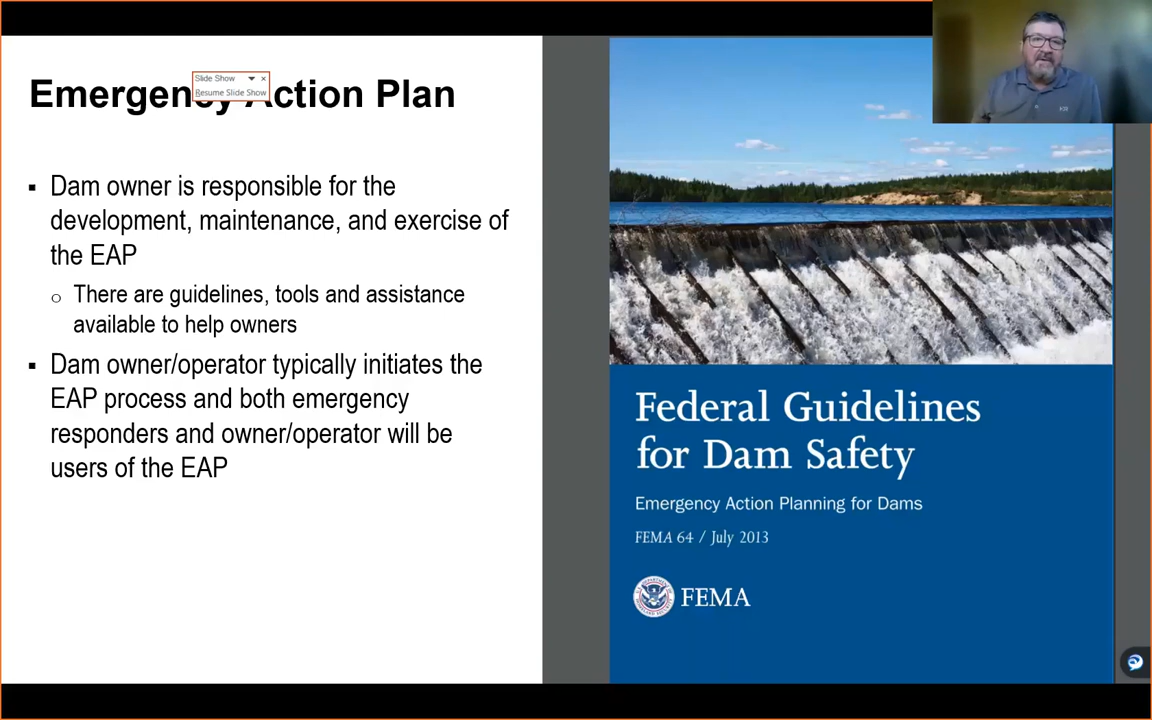 Slide Show
Resume Slide Show
Emergency Action Plan
▪ Dam owner is responsible for the
development, maintenance, and exercise of
the EAP
o There are guidelines, tools and assistance
available to help owners
▪ Dam owner/operator typically initiates the
EAP process and both emergency
responders and owner/operator will be
users of the EAP
Federal Guidelines
for Dam Safety
Emergency Action Planning for Dams
FEMA 64 / July 2013
FEMA